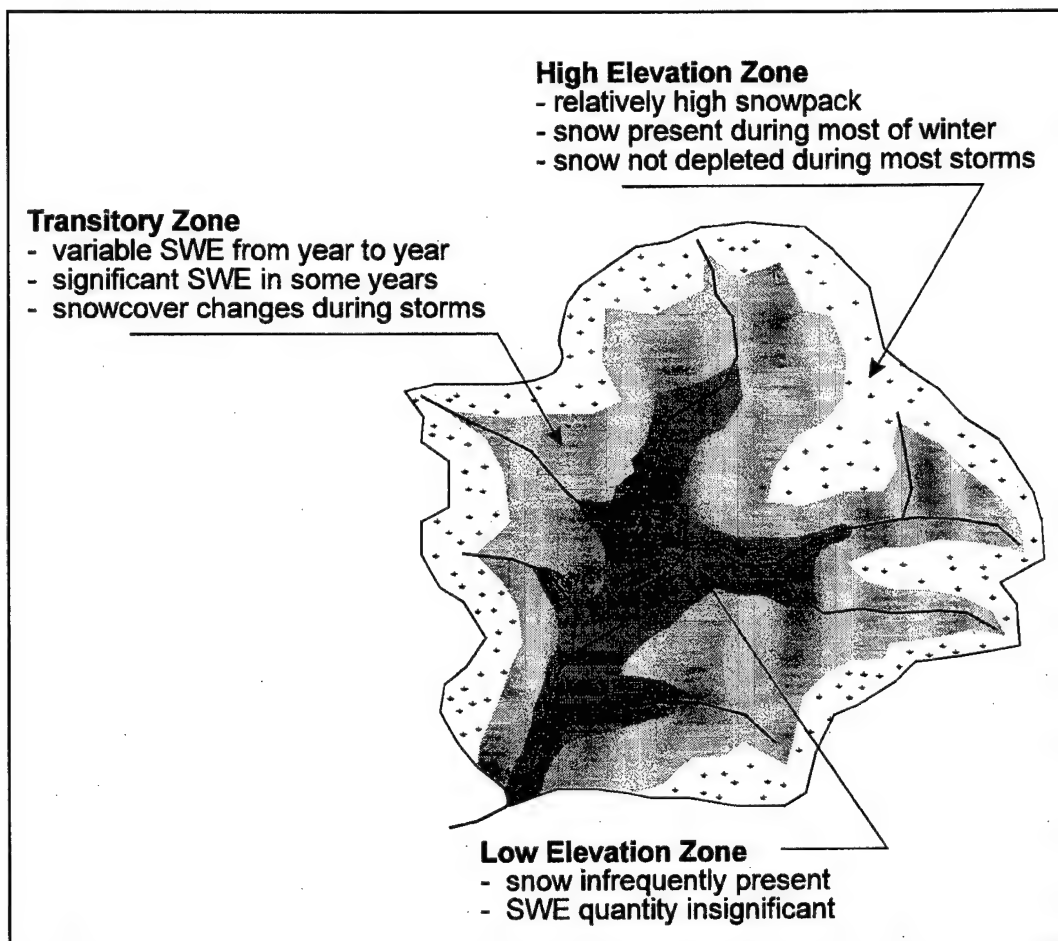 High Elevation Zone
- relatively high snowpack
- snow present during most of winter
- snow not depleted during most storms
Transitory Zone
- variable SWE from year to year
- significant SWE in some years
- snowcover changes during storms
Low Elevation Zone
- snow infrequently present
- SWE quantity insignificant